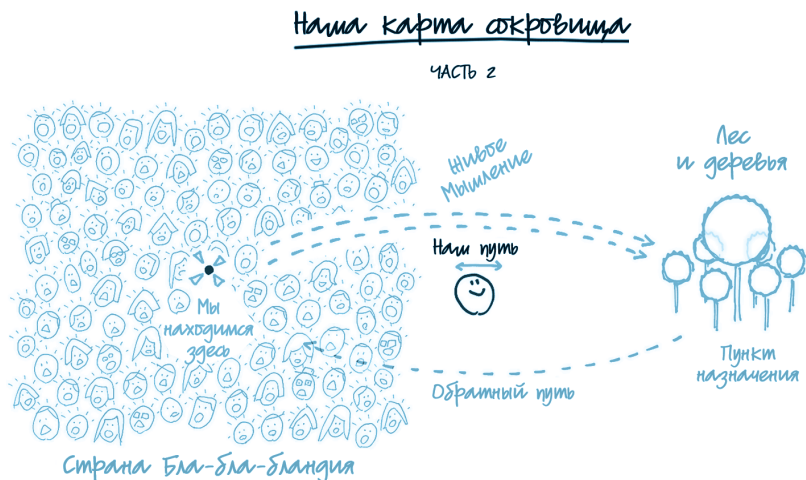 Наша карта сокровища
ЧАСТЬ 2
Живое
Мышление
Лес
и деревья
Наш путь
Мы
находимся
здесь
Пункт
назначения
Обратный путь
Страна Бла-бла-бландия